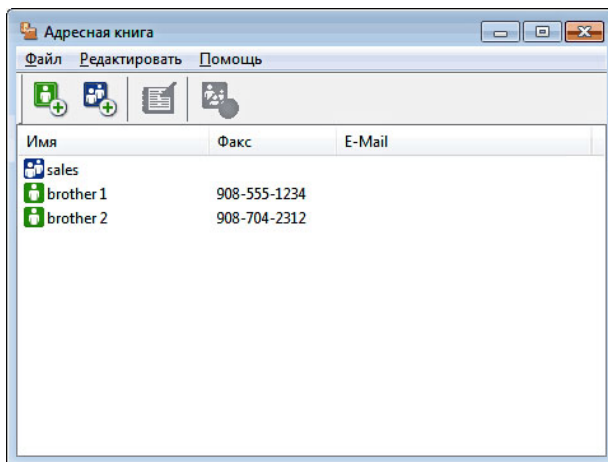 Адресная книга
Файл Редактировать Помощь
Имя Факс E-Mail
sales
brother 1 908-555-1234
brother 2 908-704-2312